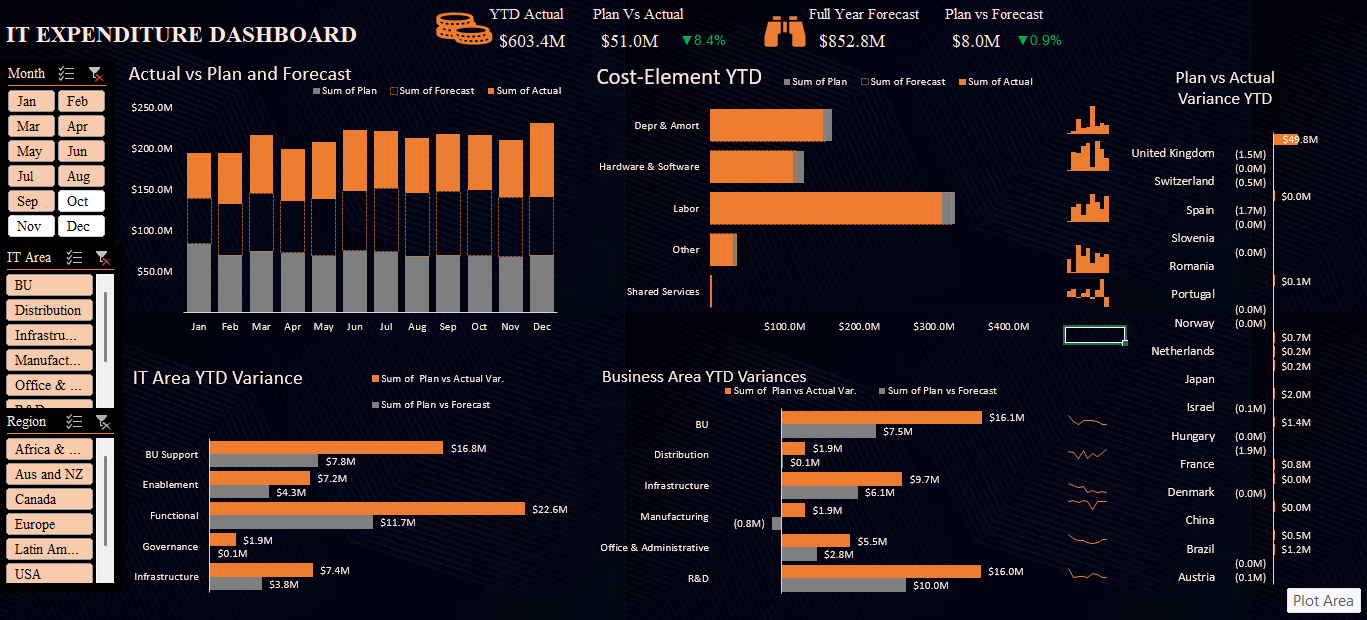 IT EXPENDITURE DASHBOARD
YTD Actual
$603.4M
Plan Vs Actual
$51.0M ▼8.4%
Full Year Forecast
$852.8M
Plan vs Forecast
$8.0M ▼0.9%
Month
Jan Feb
Mar Apr
May Jun
Jul Aug
Sep Oct
Nov Dec
IT Area
BU
Distribution
Infrastru...
Manufact...
Office & ...
R&D
Region
Africa & ...
Aus and NZ
Canada
Europe
Latin Am...
USA
Actual vs Plan and Forecast
Sum of Plan Sum of Forecast Sum of Actual
$250.0M
$200.0M
$150.0M
$100.0M
$50.0M
Jan Feb Mar Apr May Jun Jul Aug Sep Oct Nov Dec
Cost-Element YTD
Sum of Plan Sum of Forecast Sum of Actual
Depr & Amort
Hardware & Software
Labor
Other
Shared Services
$100.0M $200.0M $300.0M $400.0M
IT Area YTD Variance
Sum of Plan vs Actual Var.
Sum of Plan vs Forecast
BU Support $16.8M
$7.8M
Enablement $7.2M
$4.3M
Functional $22.6M
$11.7M
Governance $1.9M
$0.1M
Infrastructure $7.4M
$3.8M
Business Area YTD Variances
Sum of Plan vs Actual Var. Sum of Plan vs Forecast
BU $16.1M
$7.5M
Distribution $1.9M
$0.1M
Infrastructure $9.7M
$6.1M
Manufacturing $1.9M
(0.8M)
Office & Administrative $5.5M
$2.8M
R&D $16.0M
$10.0M
Plan vs Actual
Variance YTD
$49.8M
United Kingdom (1.5M)
(0.0M)
Switzerland (0.5M)
$0.0M
Spain (1.7M)
(0.0M)
Slovenia
(0.0M)
Romania
$0.1M
Portugal
(0.0M)
Norway (0.0M)
$0.7M
Netherlands $0.2M
$0.2M
Japan
$2.0M
Israel (0.1M)
$1.4M
Hungary (0.0M)
(1.9M)
France $0.8M
$0.0M
Denmark (0.0M)
$0.0M
China
$0.5M
Brazil $1.2M
(0.0M)
Austria (0.1M)
Plot Area